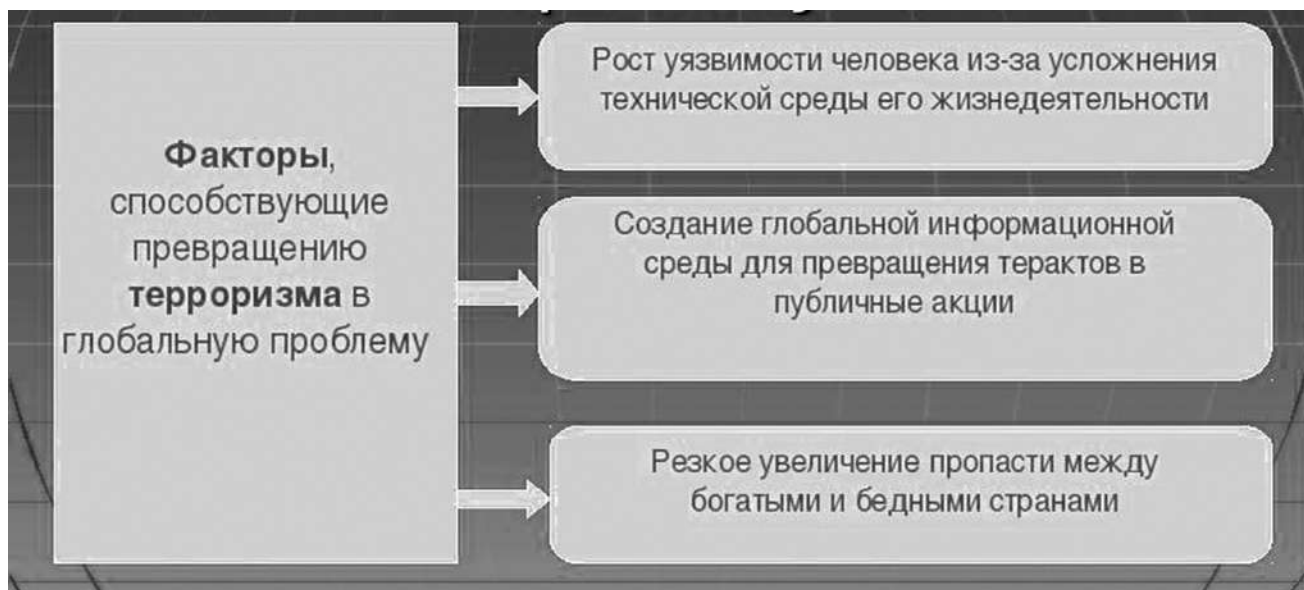 Факторы,
способствующие
превращению
терроризма в
глобальную проблему
Рост уязвимости человека из-за усложнения
технической среды его жизнедеятельности
Создание глобальной информационной
среды для превращения терактов в
публичные акции
Резкое увеличение пропасти между
богатыми и бедными странами